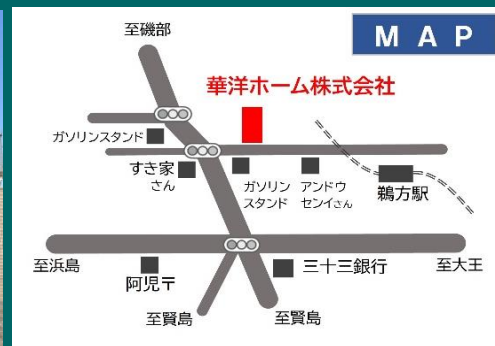 MAP
至磯部
華洋ホーム株式会社
ガソリンスタンド
すき家
さん
ガソリン
スタンド
アンドウ
センイさん
鵜方駅
至浜島
阿児〒
三十三銀行
至大王
至賢島
至賢島